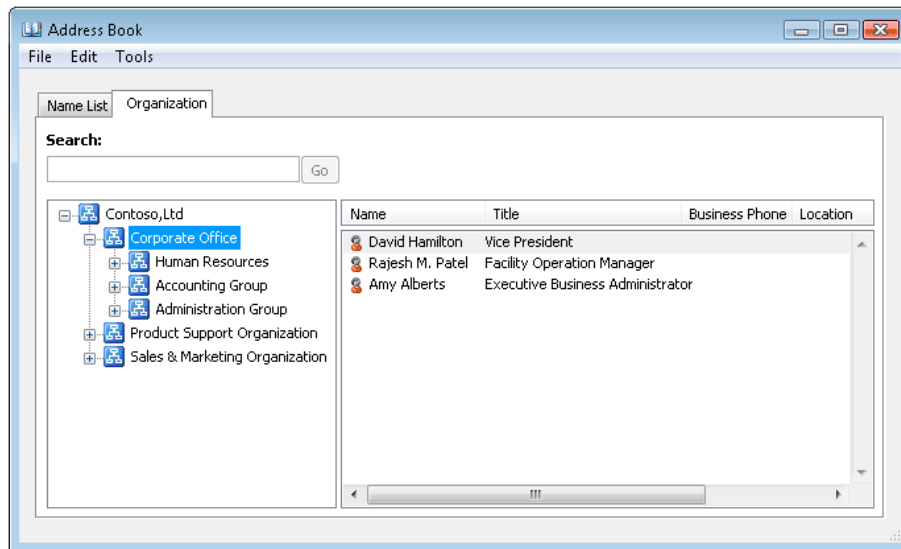 Address Book
File Edit Tools
Name List Organization
Search:
Go
Contoso,Ltd
Corporate Office
Human Resources
Accounting Group
Administration Group
Product Support Organization
Sales & Marketing Organization
Name Title Business Phone Location
David Hamilton Vice President
Rajesh M. Patel Facility Operation Manager
Amy Alberts Executive Business Administrator